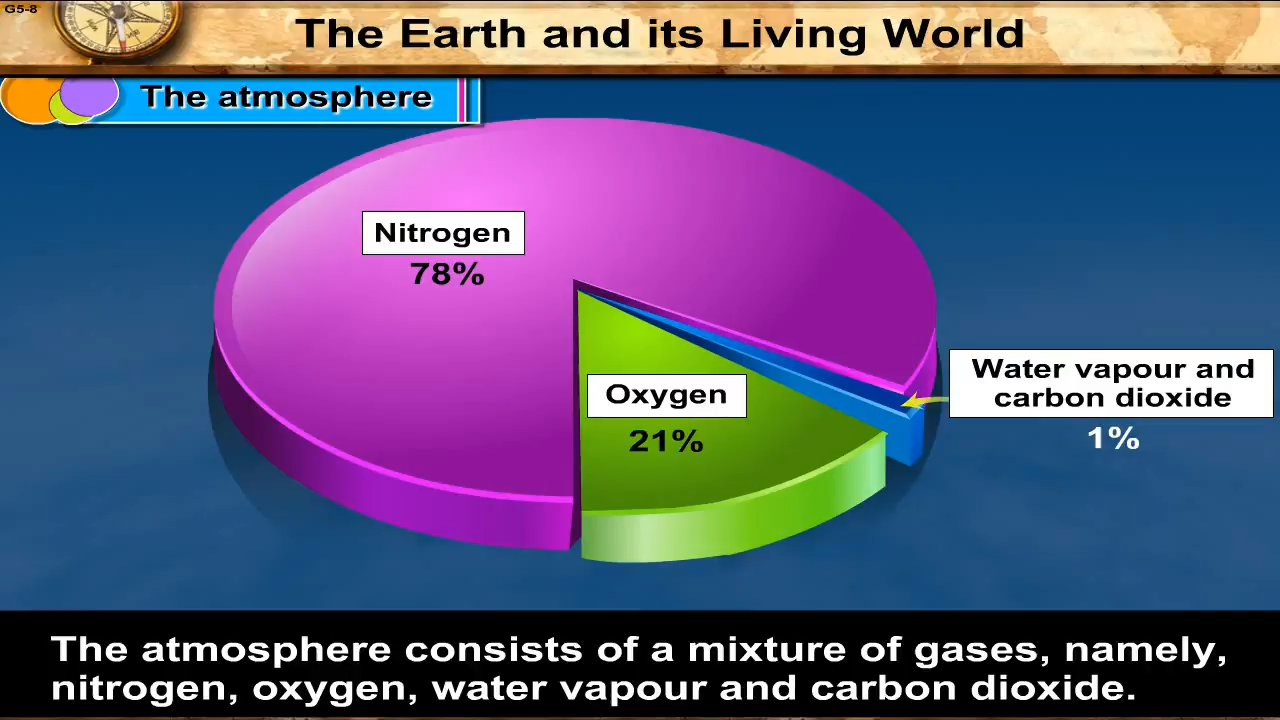 G5-8
The Earth and its Living World
The atmosphere
Nitrogen
78%
Oxygen
21%
Water vapour and
carbon dioxide
1%
The atmosphere consists of a mixture of gases, namely,
nitrogen, oxygen, water vapour and carbon dioxide.